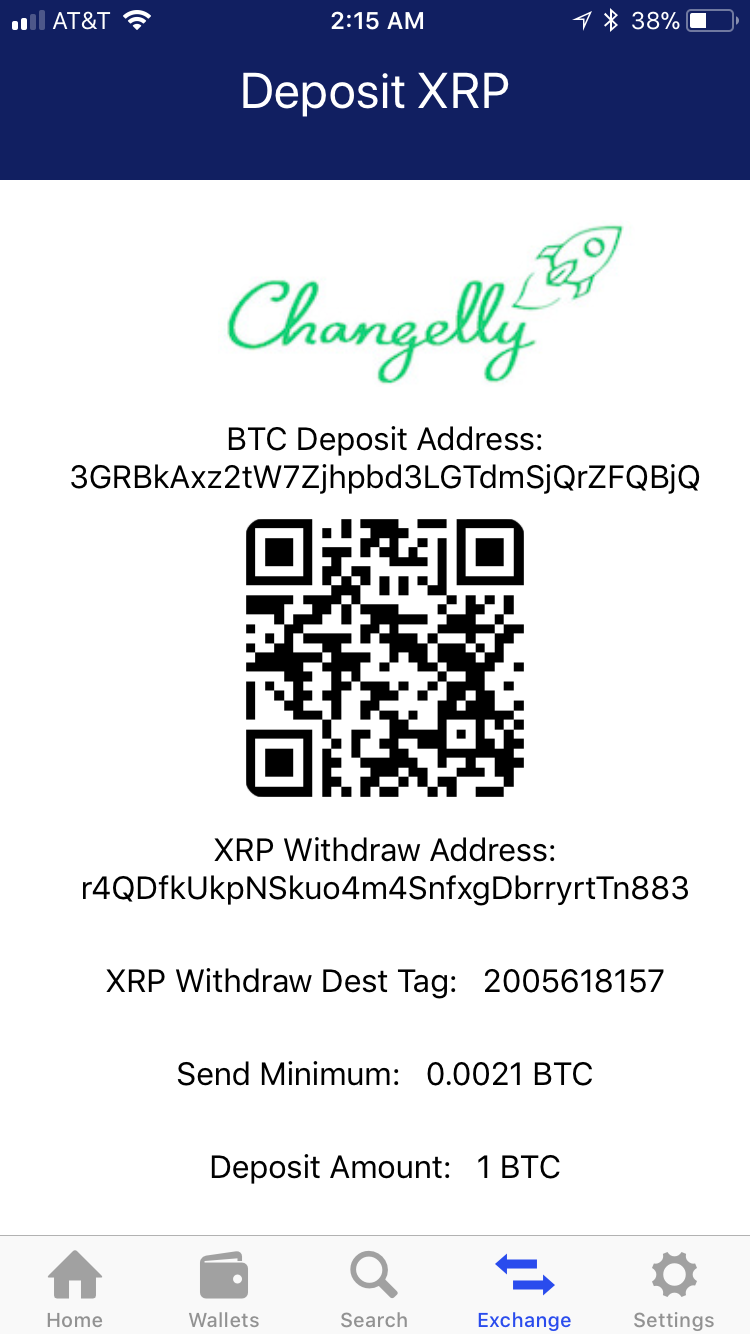 AT&T 2:15 AM 38%
Deposit XRP
Changelly
BTC Deposit Address:
3GRBkAxz2tW7Zjhpbd3LGTdmSjQrZFQBjQ
XRP Withdraw Address:
r4QDfkUkpNSkuo4m4SnfxgDbrryrtTn883
XRP Withdraw Dest Tag: 2005618157
Send Minimum: 0.0021 BTC
Deposit Amount: 1 BTC
Home Wallets Search Exchange Settings